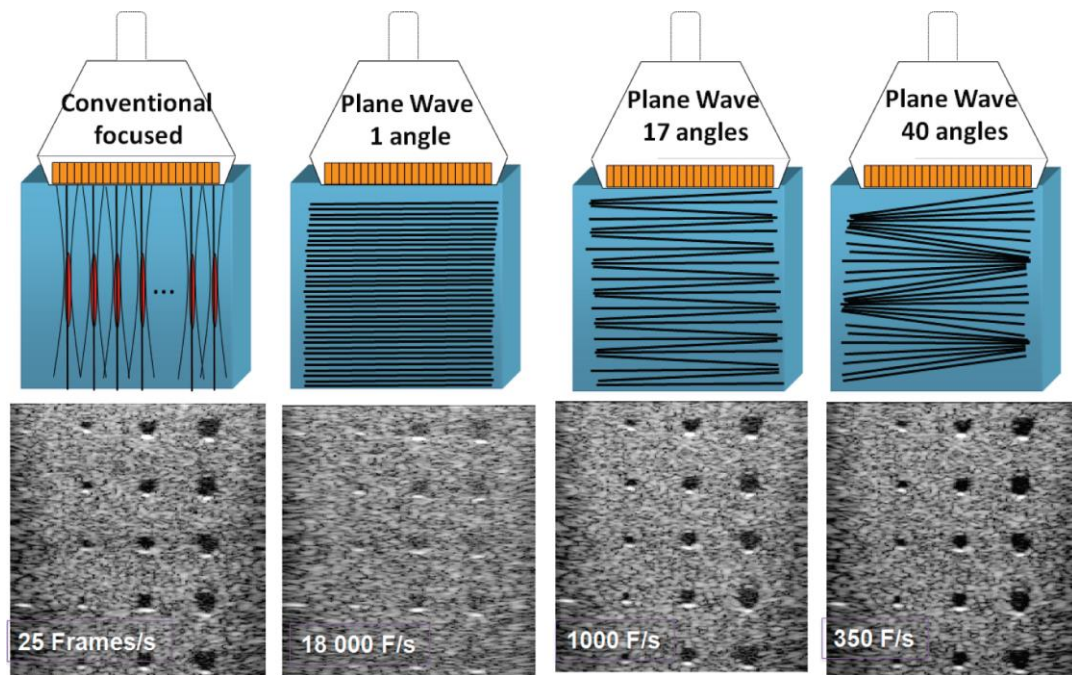 Conventional
focused
Plane Wave
1 angle
Plane Wave
17 angles
Plane Wave
40 angles
...
25 Frames/s
18 000 F/s
1000 F/s
350 F/s